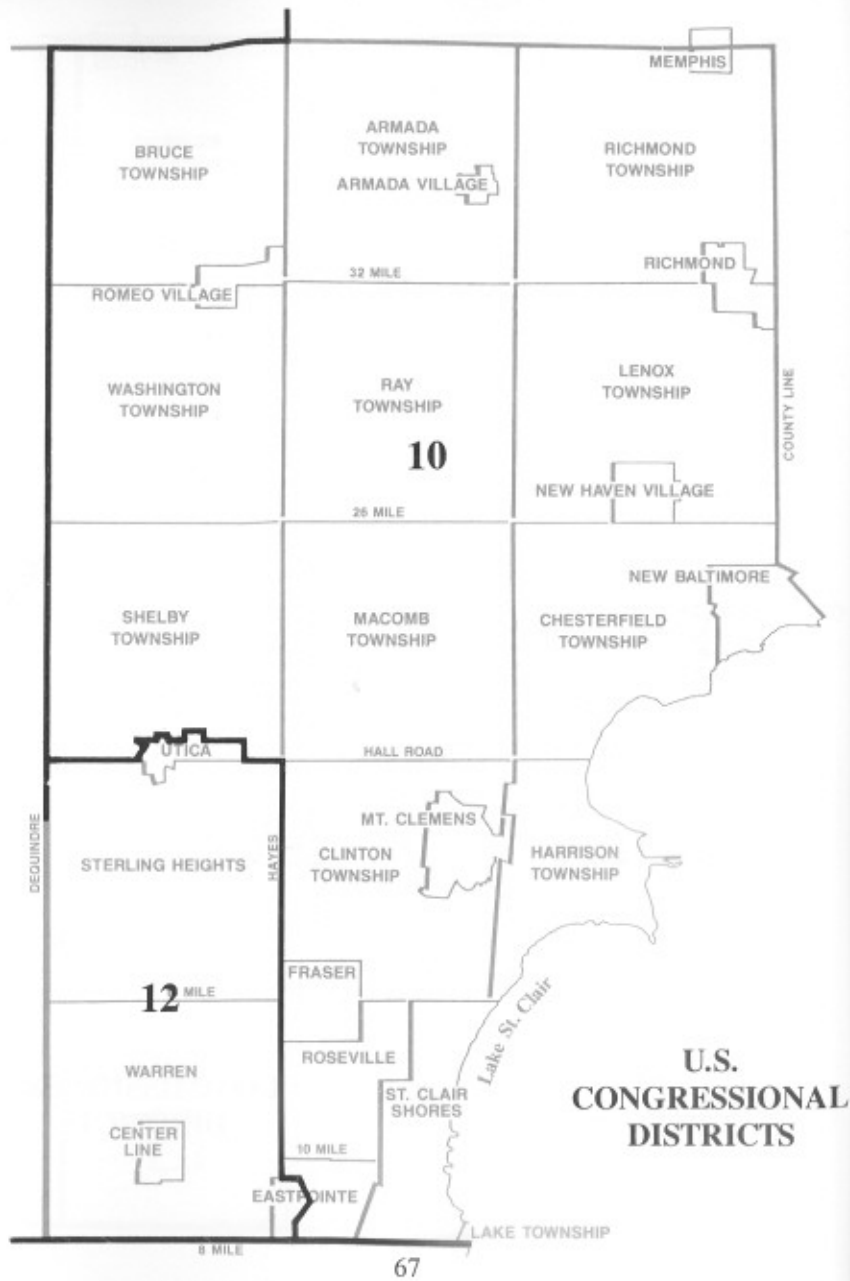 MEMPHIS
ARMADA
TOWNSHIP
BRUCE
TOWNSHIP
RICHMOND
TOWNSHIP
ARMADA VILLAGE
RICHMOND
32 MILE
ROMEO VILLAGE
WASHINGTON
TOWNSHIP
RAY
TOWNSHIP
LENOX
TOWNSHIP
COUNTY LINE
10
NEW HAVEN VILLAGE
26 MILE
NEW BALTIMORE
SHELBY
TOWNSHIP
MACOMB
TOWNSHIP
CHESTERFIELD
TOWNSHIP
UTICA
HALL ROAD
MT. CLEMENS
DEQUINDRE
STERLING HEIGHTS
HAYES
CLINTON
TOWNSHIP
HARRISON
TOWNSHIP
FRASER
12 MILE
Lake St. Clair
WARREN
ROSEVILLE
ST. CLAIR
SHORES
U.S.
CONGRESSIONAL
DISTRICTS
CENTER
LINE
10 MILE
EASTPOINTE
LAKE TOWNSHIP
8 MILE
67